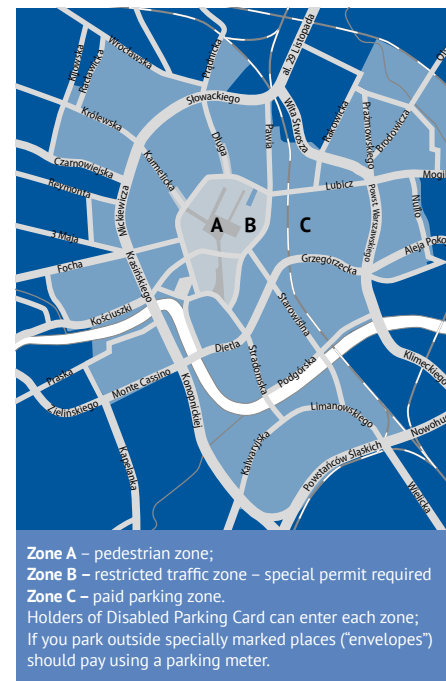 Wrocławska
Prądnicka
al. 29 Listopada
Kijowska
Racławicka
Słowackiego
Wita Stwosza
Rakowicka
Prażmowskiego
Brodowicza
Królewska
Długa
Pawia
Czarnowiejska
Karmelicka
Reymonta
Mickiewicza
Lubicz
Mogi
Nullo
Powst. Warszawskiego
A B C
3 Maja
Aleja Poko
Focha
Krasińskiego
Grzegórzecka
Kościuszki
Starowiślna
Dietla
Stradomska
Podgórska
Klimeckiego
Praska
Monte Cassino
Zielińskiego
Konopnickiej
Limanowskiego
Kalwaryjska
Nowohu
Powstańców Śląskich
Kapelanka
Wielicka
Zone A – pedestrian zone;
Zone B – restricted traffic zone – special permit required
Zone C – paid parking zone.
Holders of Disabled Parking Card can enter each zone;
If you park outside specially marked places (“envelopes”)
should pay using a parking meter.